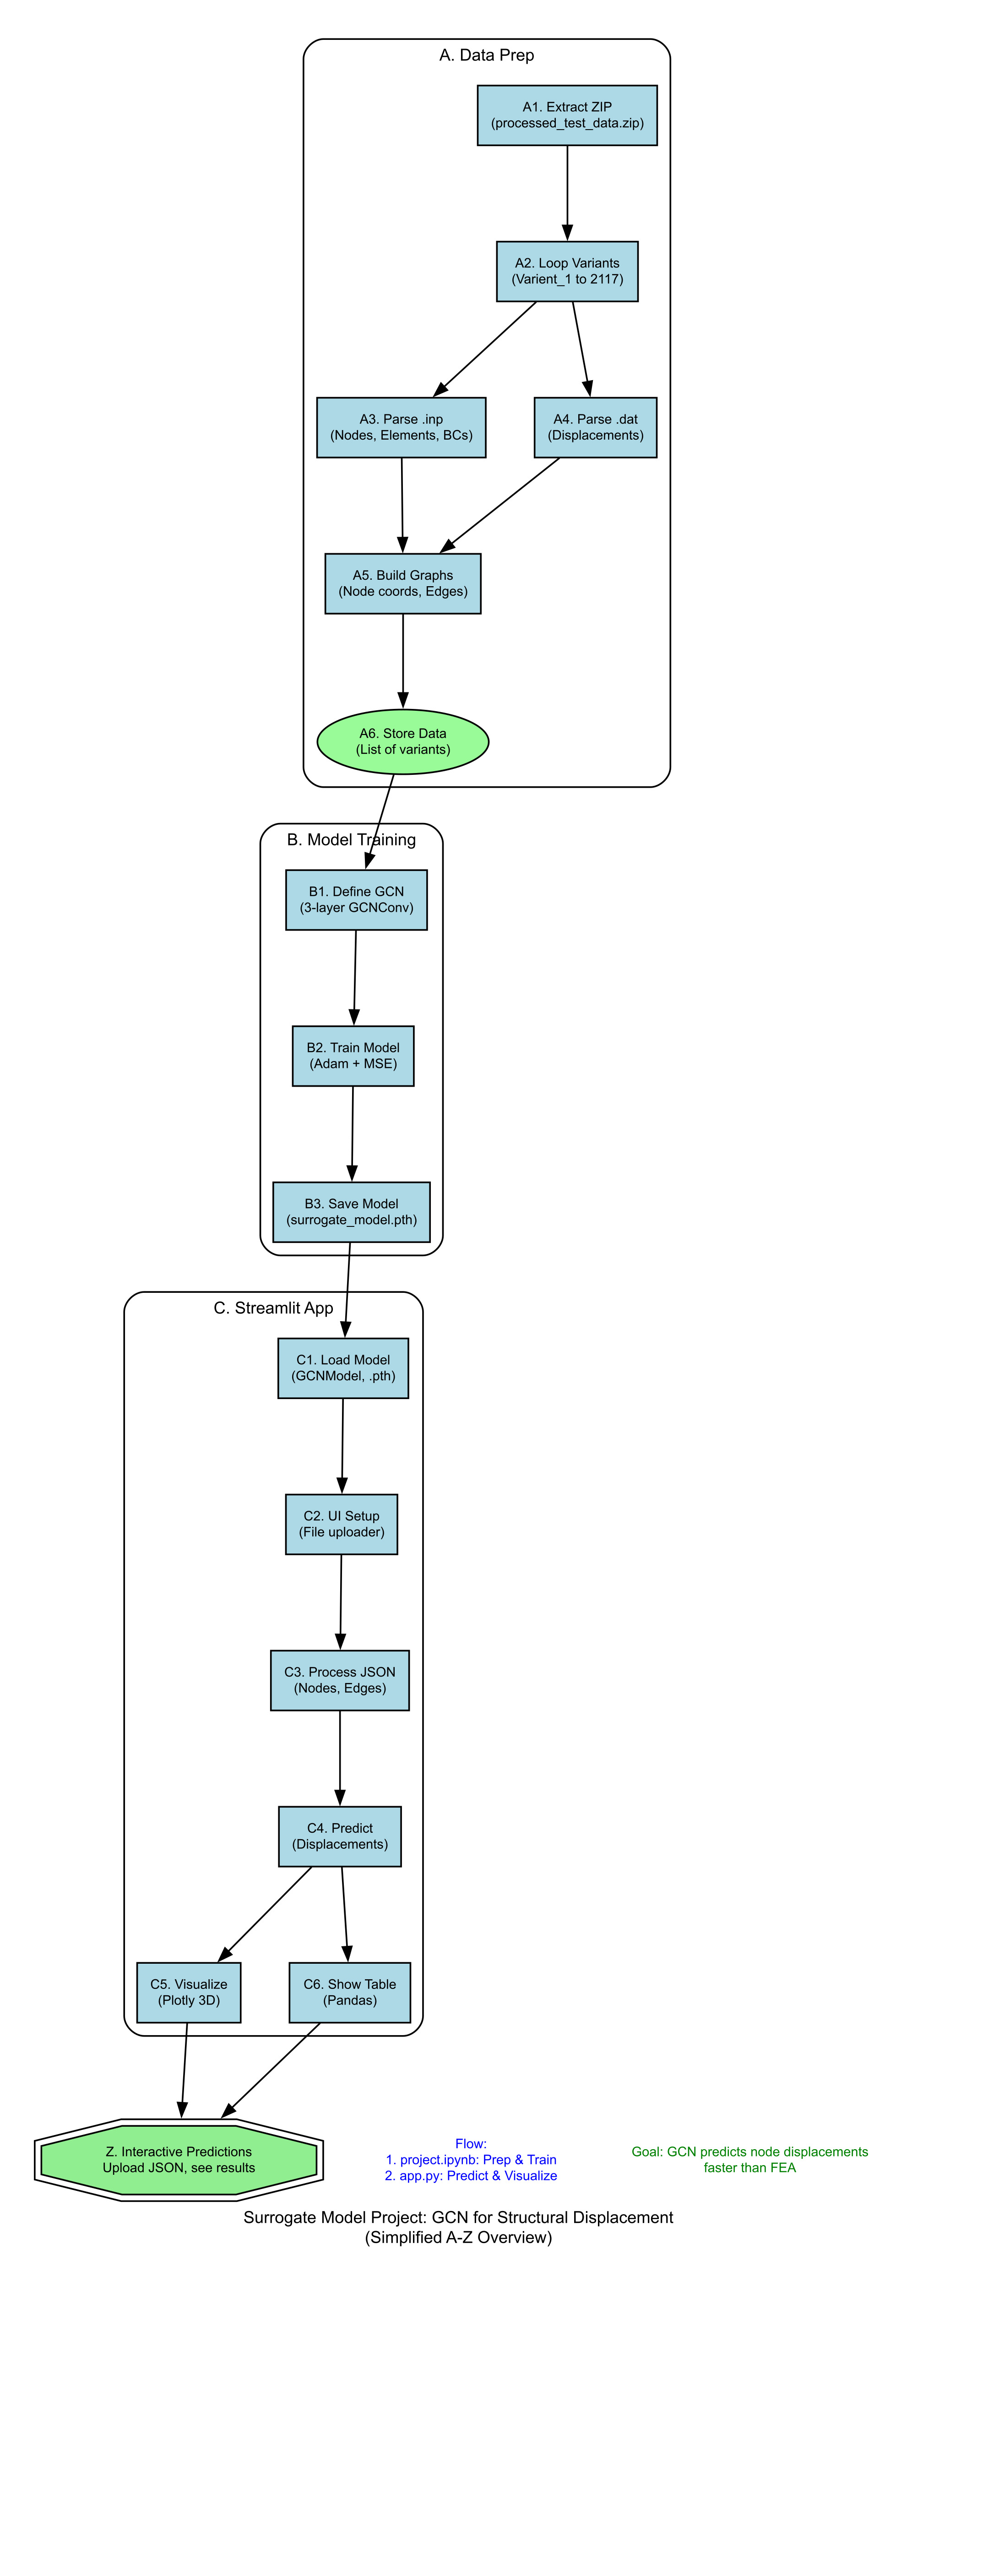 A. Data Prep
A1. Extract ZIP
(processed_test_data.zip)
A2. Loop Variants
(Varient_1 to 2117)
A3. Parse .inp
(Nodes, Elements, BCs)
A4. Parse .dat
(Displacements)
A5. Build Graphs
(Node coords, Edges)
A6. Store Data
(List of variants)
B. Model Training
B1. Define GCN
(3-layer GCNConv)
B2. Train Model
(Adam + MSE)
B3. Save Model
(surrogate_model.pth)
C. Streamlit App
C1. Load Model
(GCNModel, .pth)
C2. UI Setup
(File uploader)
C3. Process JSON
(Nodes, Edges)
C4. Predict
(Displacements)
C5. Visualize
(Plotly 3D)
C6. Show Table
(Pandas)
Z. Interactive Predictions
Upload JSON, see results
Flow:
1. project.ipynb: Prep & Train
2. app.py: Predict & Visualize
Goal: GCN predicts node displacements
faster than FEA
Surrogate Model Project: GCN for Structural Displacement
(Simplified A-Z Overview)